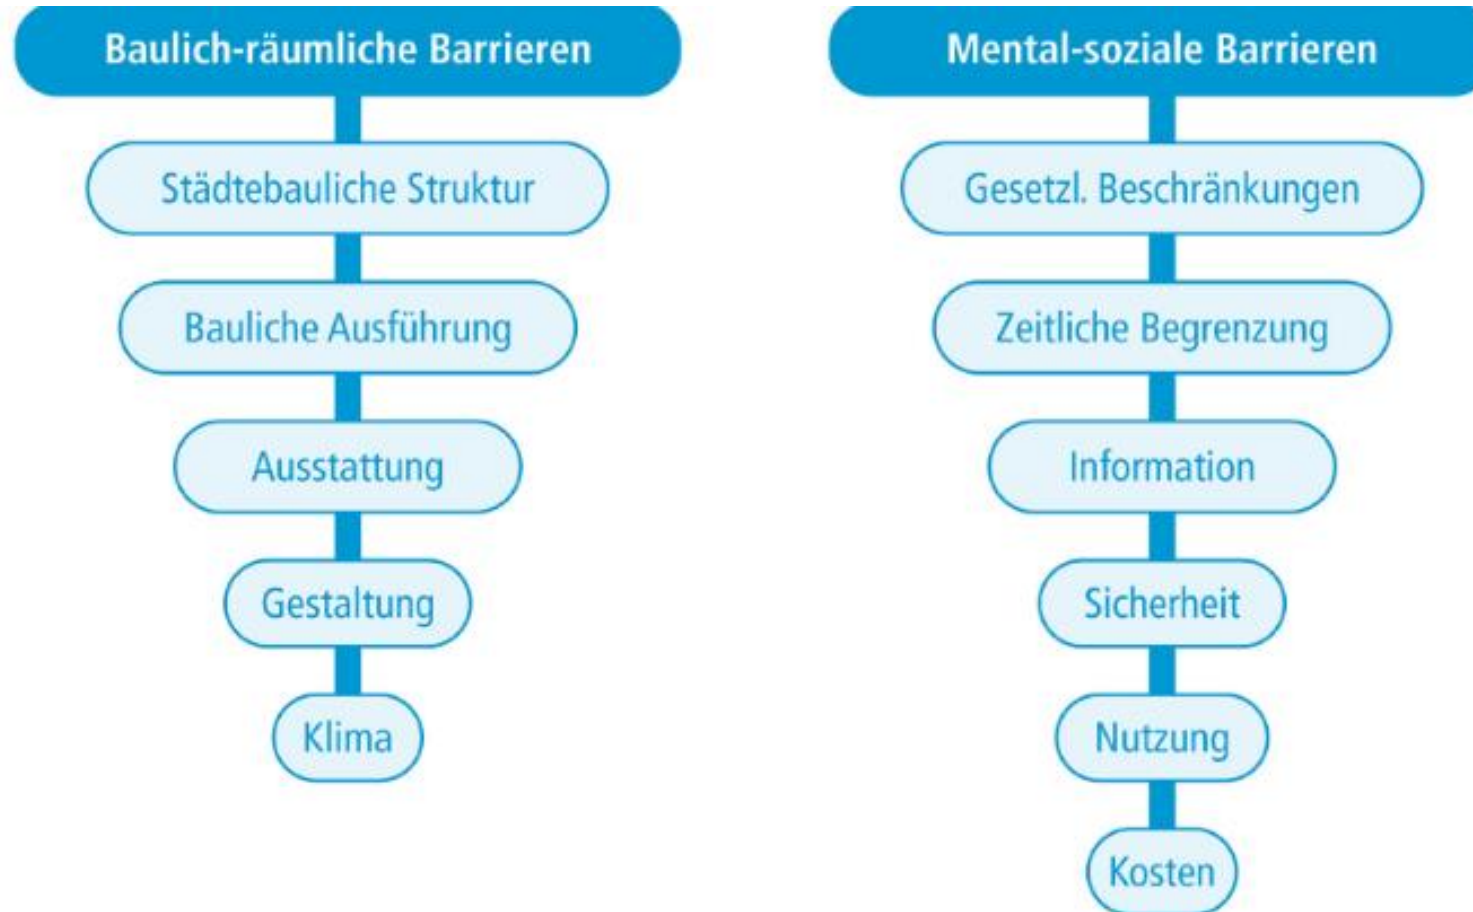 Baulich-räumliche Barrieren
Städtebauliche Struktur
Bauliche Ausführung
Ausstattung
Gestaltung
Klima
Mental-soziale Barrieren
Gesetzl. Beschränkungen
Zeitliche Begrenzung
Information
Sicherheit
Nutzung
Kosten